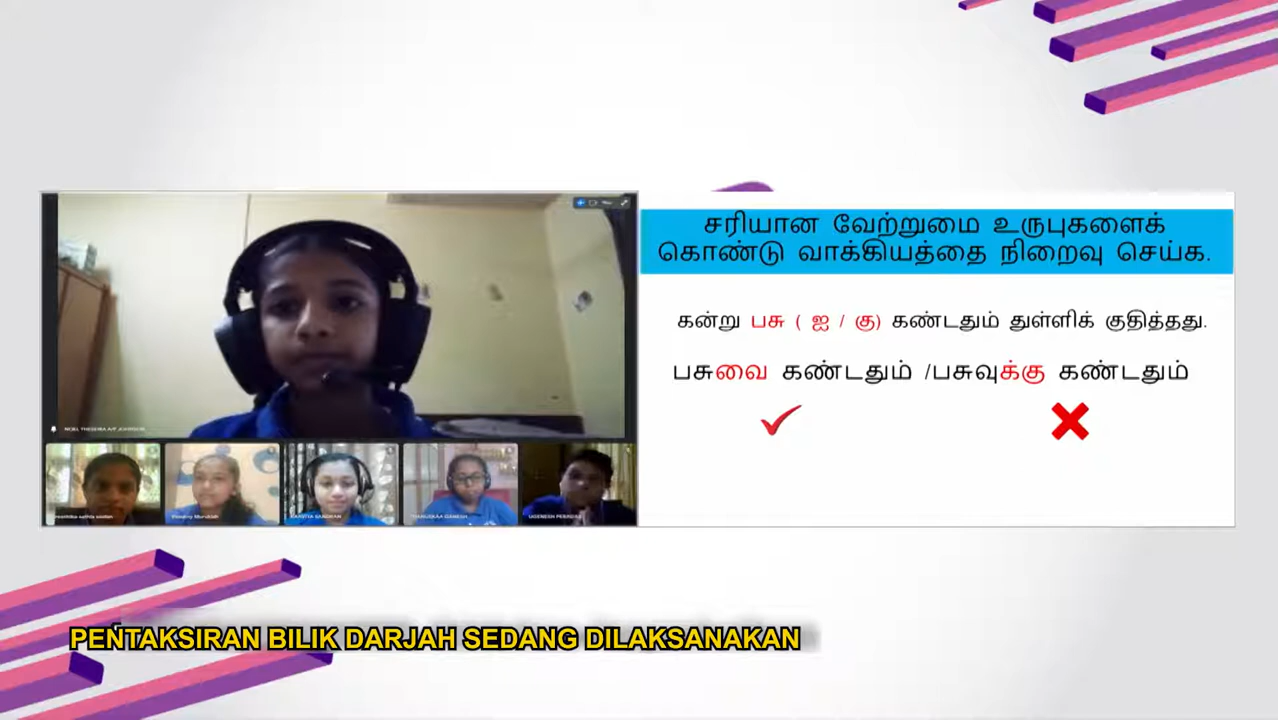 சரியான வேற்றுமை உருபுகளைக்
கொண்டு வாக்கியத்தை நிறைவு செய்க.
கன்று பசு ( ஐ / கு) கண்டதும் துள்ளிக் குதித்தது.
பசுவை கண்டதும் /பசுவுக்கு கண்டதும்
PENTAKSIRAN BILIK DARJAH SEDANG DILAKSANAKAN